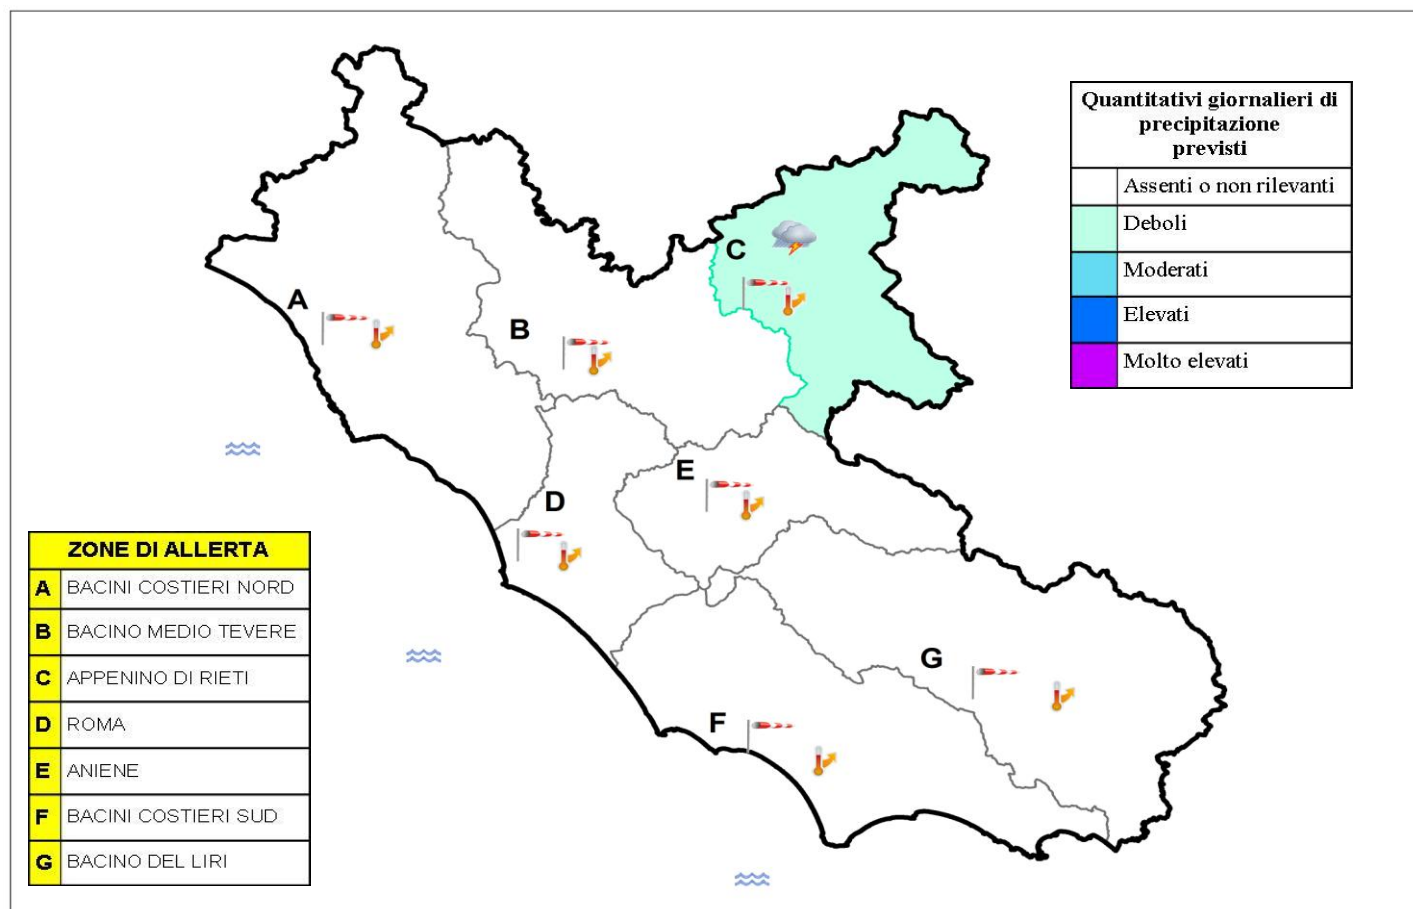 Quantitativi giornalieri di
precipitazione
previsti
Assenti o non rilevanti
Deboli
Moderati
Elevati
Molto elevati
C
A
B
E
D
G
F
ZONE DI ALLERTA
A BACINI COSTIERI NORD
B BACINO MEDIO TEVERE
C APPENINO DI RIETI
D ROMA
E ANIENE
F BACINI COSTIERI SUD
G BACINO DEL LIRI